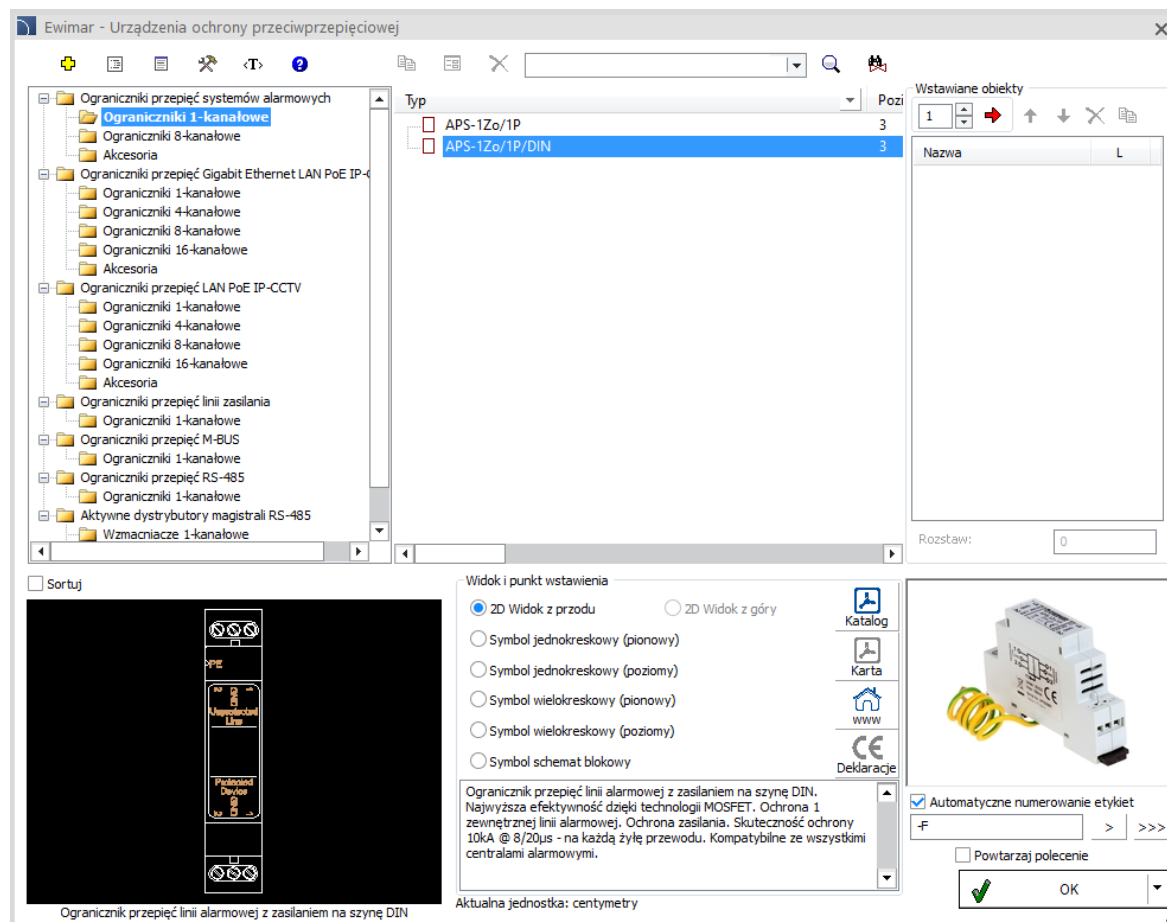 Ewimar - Urządzenia ochrony przeciwprzepięciowej
<T>
Ograniczniki przepięć systemów alarmowych
Ograniczniki 1-kanałowe
Ograniczniki 8-kanałowe
Akcesoria
Ograniczniki przepięć Gigabit Ethernet LAN PoE IP-C
Ograniczniki 1-kanałowe
Ograniczniki 4-kanałowe
Ograniczniki 8-kanałowe
Ograniczniki 16-kanałowe
Akcesoria
Ograniczniki przepięć LAN PoE IP-CCTV
Ograniczniki 1-kanałowe
Ograniczniki 4-kanałowe
Ograniczniki 8-kanałowe
Ograniczniki 16-kanałowe
Akcesoria
Ograniczniki przepięć linii zasilania
Ograniczniki 1-kanałowe
Ograniczniki przepięć M-BUS
Ograniczniki 1-kanałowe
Ograniczniki przepięć RS-485
Ograniczniki 1-kanałowe
Aktywne dystrybutory magistrali RS-485
Wzmacniacze 1-kanałowe
Typ Pozi
APS-1Zo/1P 3
APS-1Zo/1P/DIN 3
Wstawiane obiekty
1
Nazwa L
Rozstaw: 0
Sortuj
PE
2 GND 1
Unprotected
Line
Protected
Device
2 GND 1
Ogranicznik przepięć linii alarmowej z zasilaniem na szynę DIN
Widok i punkt wstawienia
2D Widok z przodu 2D Widok z góry
Symbol jednokreskowy (pionowy)
Symbol jednokreskowy (poziomy)
Symbol wielokreskowy (pionowy)
Symbol wielokreskowy (poziomy)
Symbol schemat blokowy
Katalog
Karta
www
CE
Deklaracje
Ogranicznik przepięć linii alarmowej z zasilaniem na szynę DIN.
Najwyższa efektywność dzięki technologii MOSFET. Ochrona 1
zewnętrznej linii alarmowej. Ochrona zasilania. Skuteczność ochrony
10kA @ 8/20μs - na każdą żyłę przewodu. Kompatybilne ze wszystkimi
centralami alarmowymi.
Aktualna jednostka: centymetry
Automatyczne numerowanie etykiet
-F > >>>
Powtarzaj polecenie
OK